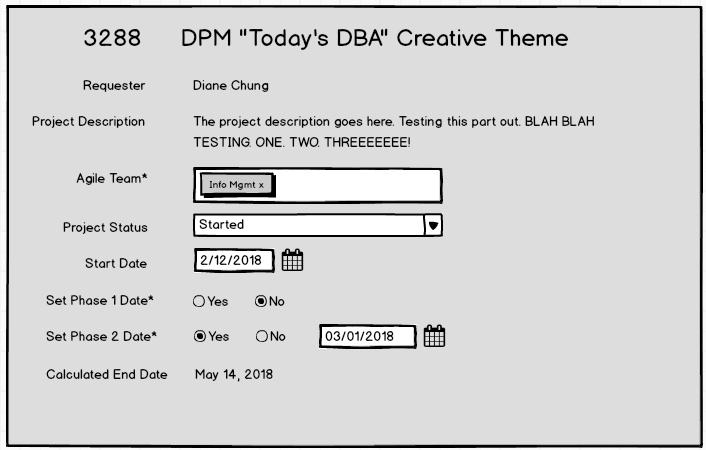 3288 DPM "Today's DBA" Creative Theme
Requester Diane Chung
Project Description The project description goes here. Testing this part out. BLAH BLAH
TESTING. ONE. TWO. THREEEEEEE!
Agile Team* Info Mgmt x
Project Status Started
Start Date 2/12/2018
Set Phase 1 Date* Yes No
Set Phase 2 Date* Yes No 03/01/2018
Calculated End Date May 14, 2018